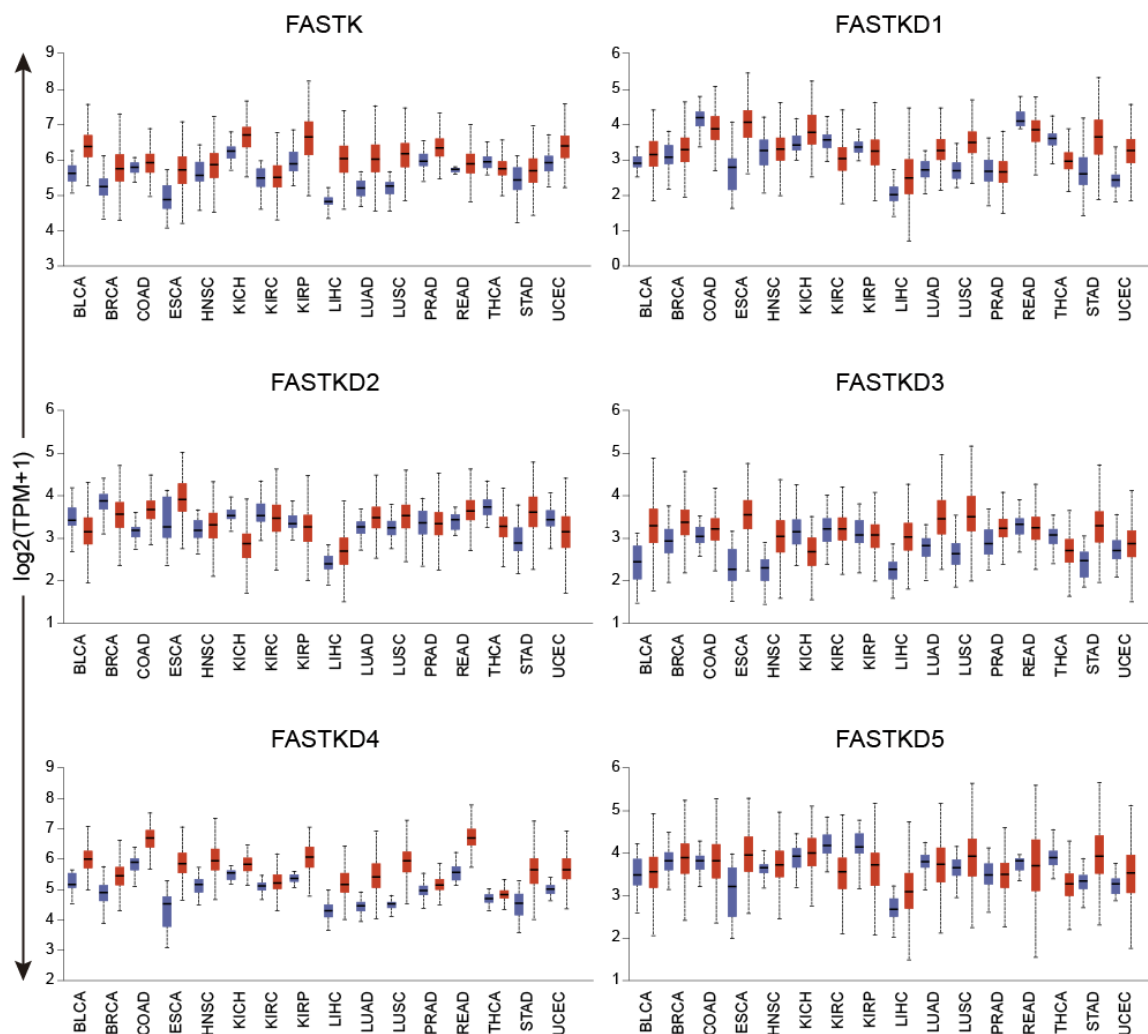 FASTK
FASTKD1
9
8
7
6
5
4
3
6
5
4
3
2
1
0
BLCA
BRCA
COAD
ESCA
HNSC
KICH
KIRC
KIRP
LIHC
LUAD
LUSC
PRAD
READ
THCA
STAD
UCEC
BLCA
BRCA
COAD
ESCA
HNSC
KICH
KIRC
KIRP
LIHC
LUAD
LUSC
PRAD
READ
THCA
STAD
UCEC
log2(TPM+1)
FASTKD2
FASTKD3
6
5
4
3
2
1
6
5
4
3
2
1
BLCA
BRCA
COAD
ESCA
HNSC
KICH
KIRC
KIRP
LIHC
LUAD
LUSC
PRAD
READ
THCA
STAD
UCEC
BLCA
BRCA
COAD
ESCA
HNSC
KICH
KIRC
KIRP
LIHC
LUAD
LUSC
PRAD
READ
THCA
STAD
UCEC
FASTKD4
FASTKD5
9
8
7
6
5
4
3
2
6
5
4
3
2
1
BLCA
BRCA
COAD
ESCA
HNSC
KICH
KIRC
KIRP
LIHC
LUAD
LUSC
PRAD
READ
THCA
STAD
UCEC
BLCA
BRCA
COAD
ESCA
HNSC
KICH
KIRC
KIRP
LIHC
LUAD
LUSC
PRAD
READ
THCA
STAD
UCEC